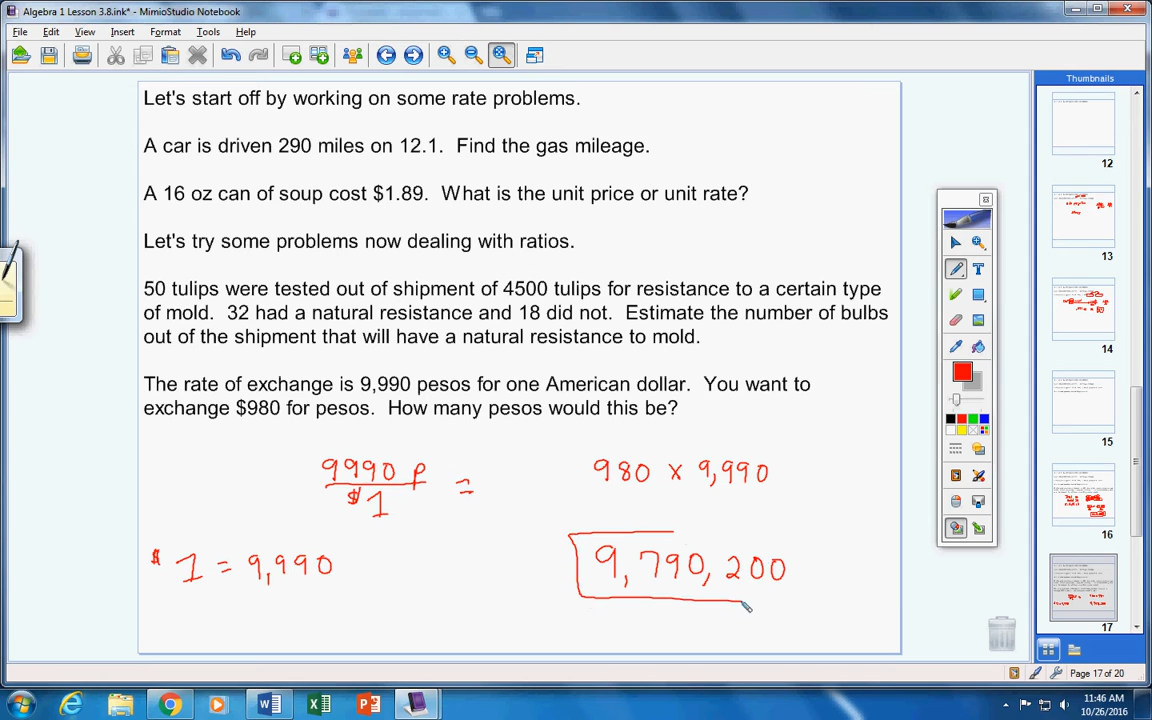 Algebra 1 Lesson 3.8.ink* - MimioStudio Notebook
File Edit View Insert Format Tools Help
Let's start off by working on some rate problems.
A car is driven 290 miles on 12.1. Find the gas mileage.
A 16 oz can of soup cost $1.89. What is the unit price or unit rate?
Let's try some problems now dealing with ratios.
50 tulips were tested out of shipment of 4500 tulips for resistance to a certain type
of mold. 32 had a natural resistance and 18 did not. Estimate the number of bulbs
out of the shipment that will have a natural resistance to mold.
The rate of exchange is 9,990 pesos for one American dollar. You want to
exchange $980 for pesos. How many pesos would this be?
9990 P
$1
=
980 x 9,990
$1 = 9,990
9,790,200
Thumbnails
12
13
14
15
16
17
Page 17 of 20
11:46 AM
10/26/2016